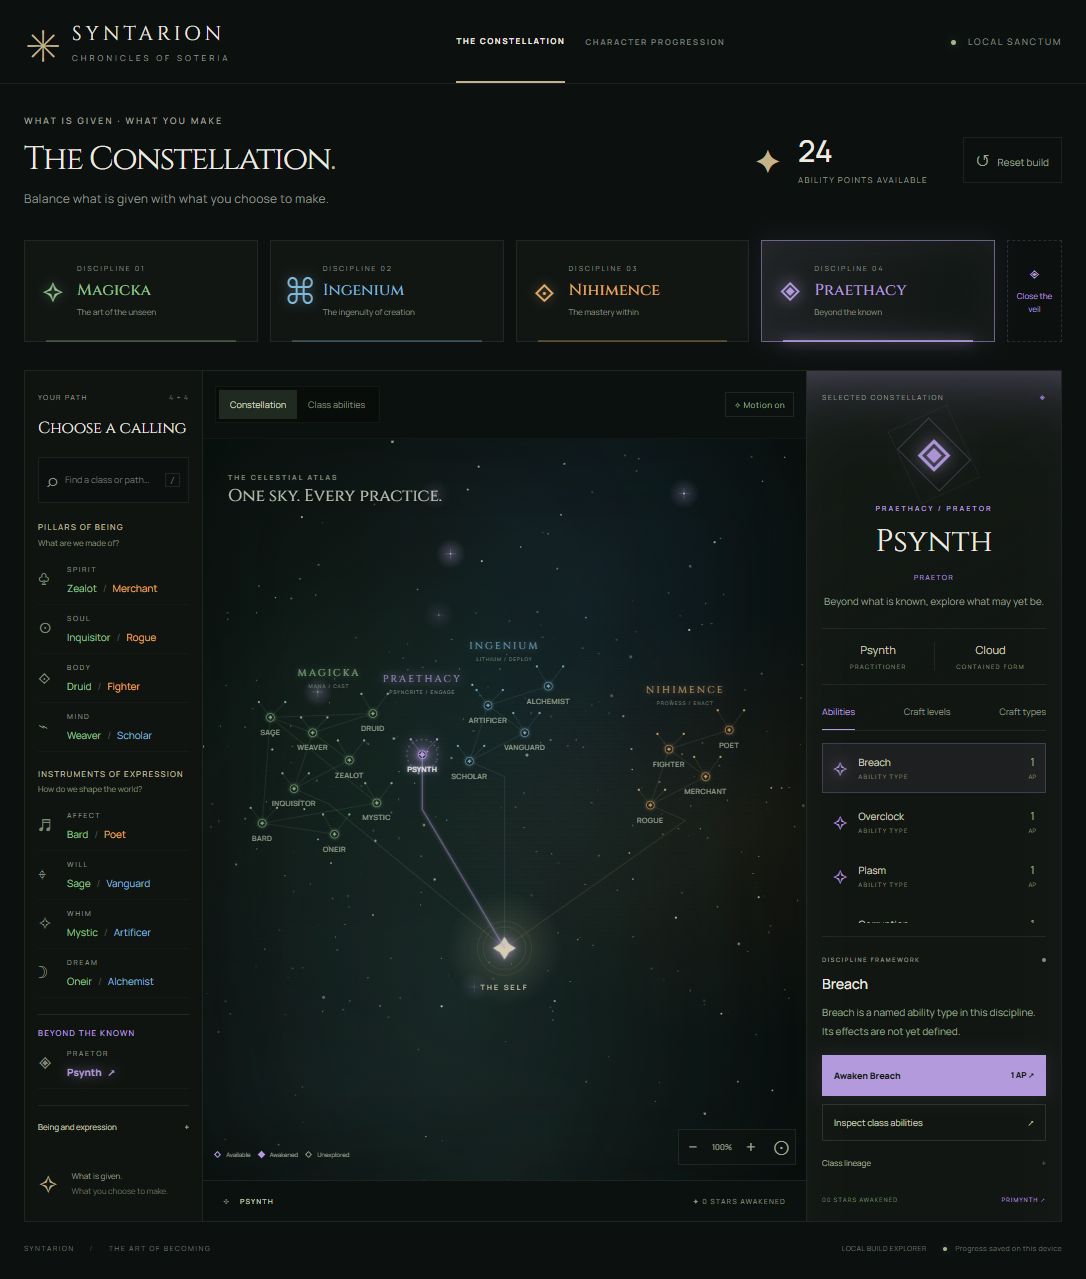 SYNTARION
CHRONICLES OF SOTERIA
THE CONSTELLATION
CHARACTER PROGRESSION
LOCAL SANCTUM
WHAT IS GIVEN · WHAT YOU MAKE
THE CONSTELLATION.
Balance what is given with what you choose to make.
24
ABILITY POINTS AVAILABLE
Reset build
DISCIPLINE 01
MAGICKA
The art of the unseen
DISCIPLINE 02
INGENIUM
The ingenuity of creation
DISCIPLINE 03
NIHIMENCE
The mastery within
DISCIPLINE 04
PRAETHACY
Beyond the known
Close the
veil
YOUR PATH
4 + 4
CHOOSE A CALLING
Find a class or path...
/
PILLARS OF BEING
What are we made of?
SPIRIT
Zealot / Merchant
SOUL
Inquisitor / Rogue
BODY
Druid / Fighter
MIND
Weaver / Scholar
INSTRUMENTS OF EXPRESSION
How do we shape the world?
AFFECT
Bard / Poet
WILL
Sage / Vanguard
WHIM
Mystic / Artificer
DREAM
Oneir / Alchemist
BEYOND THE KNOWN
PRAETOR
Psynth ↗
Being and expression +
What is given.
What you choose to make.
Constellation
Class abilities
Motion on
THE CELESTIAL ATLAS
ONE SKY. EVERY PRACTICE.
INGENIUM
LITHIUM / DEPLOY
MAGICKA
MANA / CAST
PRAETHACY
PSYNCRITE / ENGAGE
NIHIMENCE
PROWESS / ENACT
ALCHEMIST
ARTIFICER
DRUID
SAGE
WEAVER
VANGUARD
POET
FIGHTER
PSYNTH
ZEALOT
SCHOLAR
MERCHANT
INQUISITOR
MYSTIC
ROGUE
BARD
ONEIR
THE SELF
Available
Awakened
Unexplored
− 100% +
PSYNTH
✦ 0 STARS AWAKENED
SELECTED CONSTELLATION
PRAETHACY / PRAETOR
PSYNTH
PRAETOR
Beyond what is known, explore what may yet be.
Psynth
PRACTITIONER
Cloud
CONTAINED FORM
Abilities
Craft levels
Craft types
Breach
ABILITY TYPE
1
AP
Overclock
ABILITY TYPE
1
AP
Plasm
ABILITY TYPE
1
AP
DISCIPLINE FRAMEWORK
Breach
Breach is a named ability type in this discipline.
Its effects are not yet defined.
Awaken Breach
1 AP ↗
Inspect class abilities ↗
Class lineage +
00 STARS AWAKENED
PRIMYNTH ↗
SYNTARION / THE ART OF BECOMING
LOCAL BUILD EXPLORER
Progress saved on this device